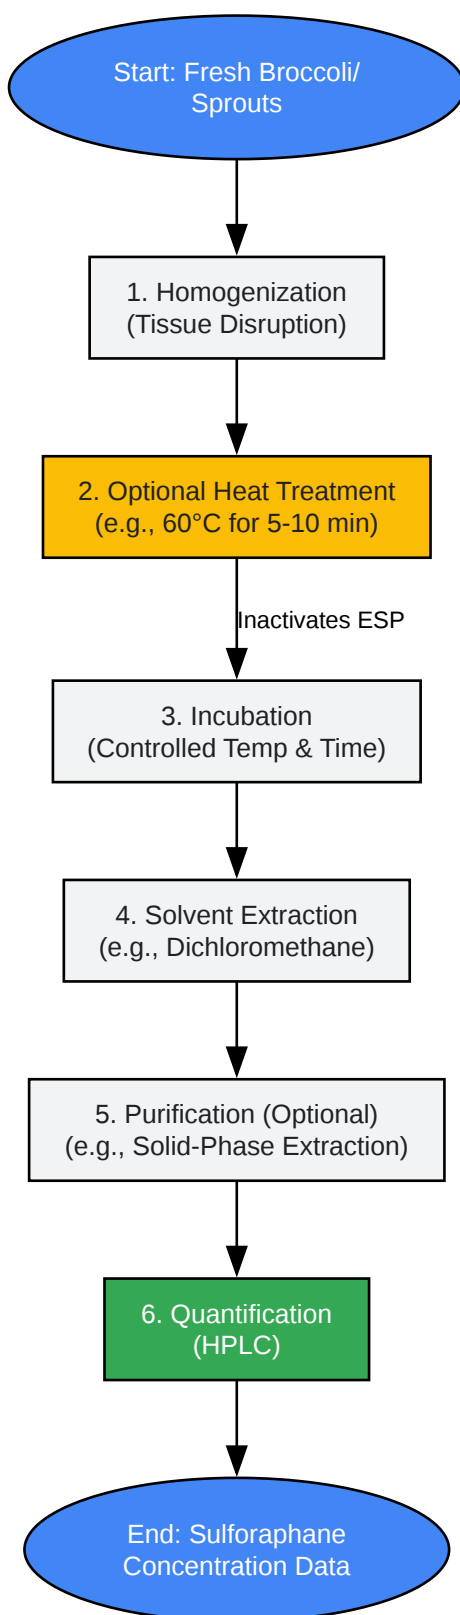 Start: Fresh Broccoli/
Sprouts
1. Homogenization
(Tissue Disruption)
2. Optional Heat Treatment
(e.g., 60°C for 5-10 min)
Inactivates ESP
3. Incubation
(Controlled Temp & Time)
4. Solvent Extraction
(e.g., Dichloromethane)
5. Purification (Optional)
(e.g., Solid-Phase Extraction)
6. Quantification
(HPLC)
End: Sulforaphane
Concentration Data